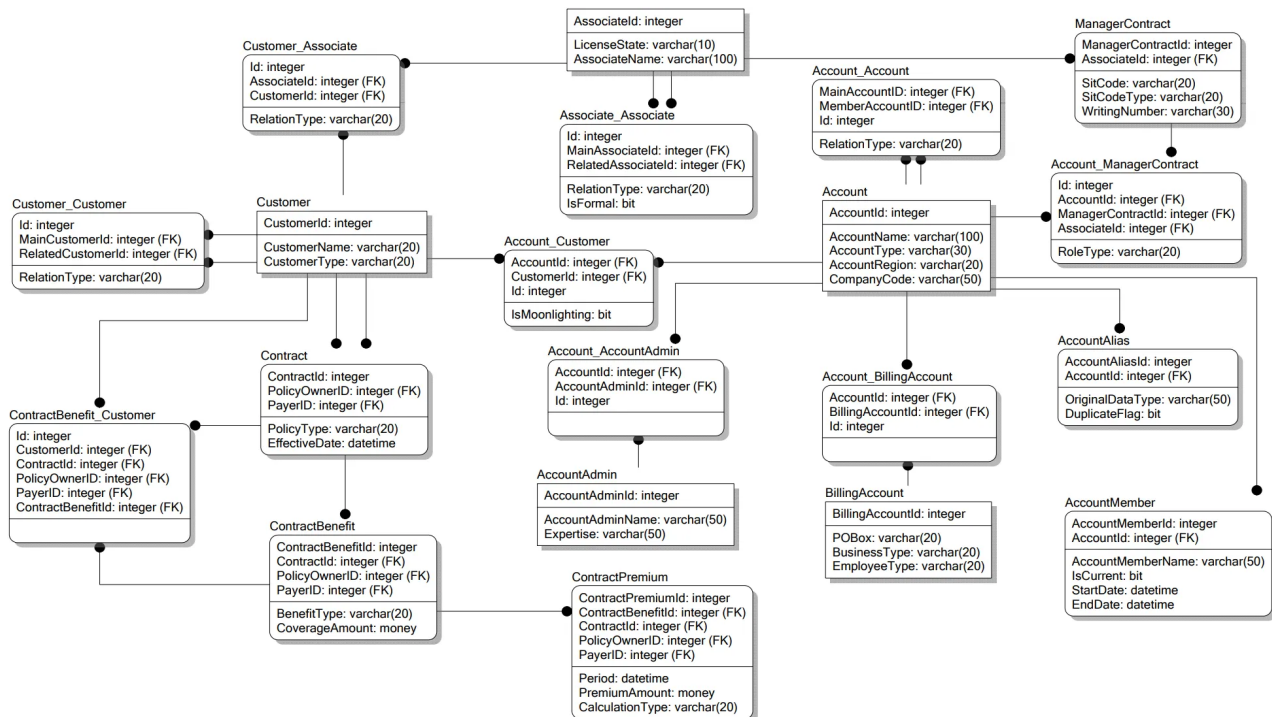 AssociateId: integer
LicenseState: varchar(10)
AssociateName: varchar(100)
ManagerContract
ManagerContractId: integer
AssociateId: integer (FK)
SitCode: varchar(20)
SitCodeType: varchar(20)
WritingNumber: varchar(30)
Customer_Associate
Id: integer
AssociateId: integer (FK)
CustomerId: integer (FK)
RelationType: varchar(20)
Account_Account
MainAccountID: integer (FK)
MemberAccountID: integer (FK)
Id: integer
RelationType: varchar(20)
Associate_Associate
Id: integer
MainAssociateId: integer (FK)
RelatedAssociateId: integer (FK)
RelationType: varchar(20)
IsFormal: bit
Account_ManagerContract
Id: integer
AccountId: integer (FK)
ManagerContractId: integer (FK)
AssociateId: integer (FK)
RoleType: varchar(20)
Customer_Customer
Id: integer
MainCustomerId: integer (FK)
RelatedCustomerId: integer (FK)
RelationType: varchar(20)
Customer
CustomerId: integer
CustomerName: varchar(20)
CustomerType: varchar(20)
Account
AccountId: integer
AccountName: varchar(100)
AccountType: varchar(30)
AccountRegion: varchar(20)
CompanyCode: varchar(50)
Account_Customer
AccountId: integer (FK)
CustomerId: integer (FK)
Id: integer
IsMoonlighting: bit
Contract
ContractId: integer
PolicyOwnerID: integer (FK)
PayerID: integer (FK)
PolicyType: varchar(20)
EffectiveDate: datetime
Account_AccountAdmin
AccountId: integer (FK)
AccountAdminId: integer (FK)
Id: integer
AccountAlias
AccountAliasId: integer
AccountId: integer (FK)
OriginalDataType: varchar(50)
DuplicateFlag: bit
Account_BillingAccount
AccountId: integer (FK)
BillingAccountId: integer (FK)
Id: integer
ContractBenefit_Customer
Id: integer
CustomerId: integer (FK)
ContractId: integer (FK)
PolicyOwnerID: integer (FK)
PayerID: integer (FK)
ContractBenefitId: integer (FK)
AccountAdmin
AccountAdminId: integer
AccountAdminName: varchar(50)
Expertise: varchar(50)
BillingAccount
BillingAccountId: integer
POBox: varchar(20)
BusinessType: varchar(20)
EmployeeType: varchar(20)
AccountMember
AccountMemberId: integer
AccountId: integer (FK)
AccountMemberName: varchar(50)
IsCurrent: bit
StartDate: datetime
EndDate: datetime
ContractBenefit
ContractBenefitId: integer
ContractId: integer (FK)
PolicyOwnerID: integer (FK)
PayerID: integer (FK)
BenefitType: varchar(20)
CoverageAmount: money
ContractPremium
ContractPremiumId: integer
ContractBenefitId: integer (FK)
ContractId: integer (FK)
PolicyOwnerID: integer (FK)
PayerID: integer (FK)
Period: datetime
PremiumAmount: money
CalculationType: varchar(20)